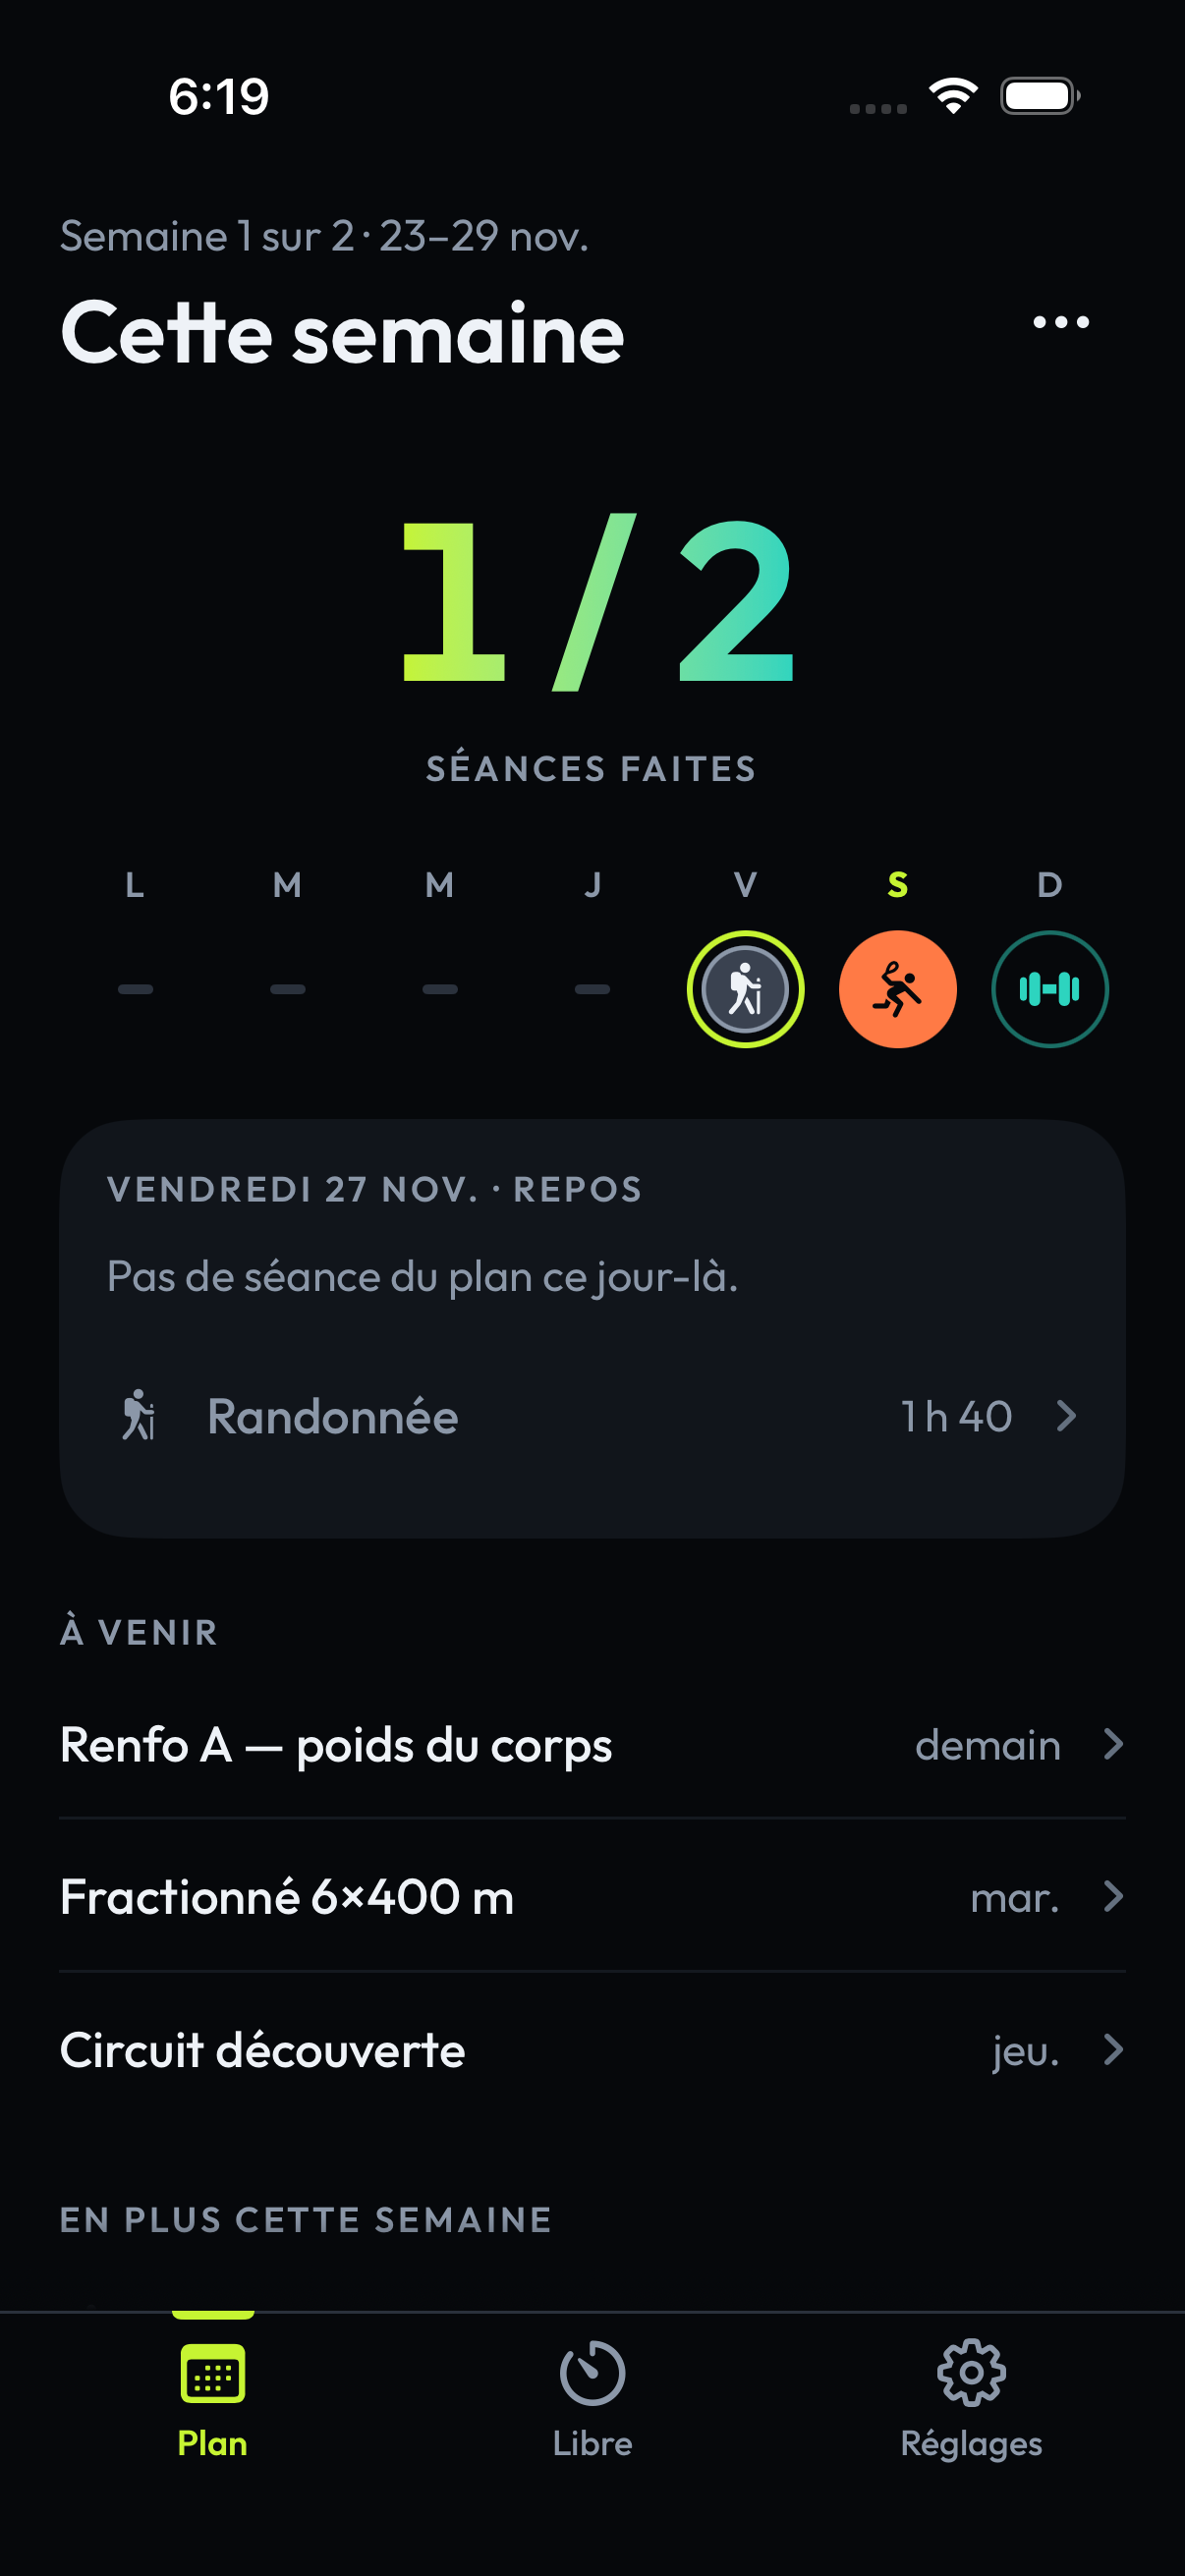 6:19
Semaine 1 sur 2 · 23–29 nov.
Cette semaine
1/2
SÉANCES FAITES
L M M J V S D
VENDREDI 27 NOV. · REPOS
Pas de séance du plan ce jour-là.
Randonnée 1 h 40
À VENIR
Renfo A — poids du corps demain
Fractionné 6×400 m mar.
Circuit découverte jeu.
EN PLUS CETTE SEMAINE
Plan Libre Réglages